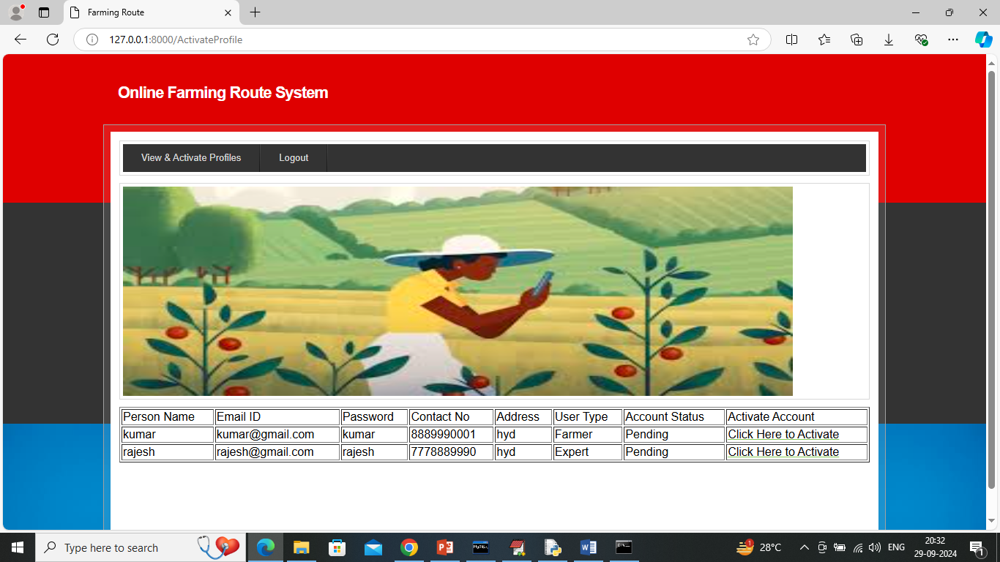 Farming Route
127.0.0.1:8000/ActivateProfile
Online Farming Route System
View & Activate Profiles Logout
Person Name Email ID Password Contact No Address User Type Account Status Activate Account
kumar kumar@gmail.com kumar 8889990001 hyd Farmer Pending Click Here to Activate
rajesh rajesh@gmail.com rajesh 7778889990 hyd Expert Pending Click Here to Activate
Type here to search 1 28°C ENG 20:32
29-09-2024 1